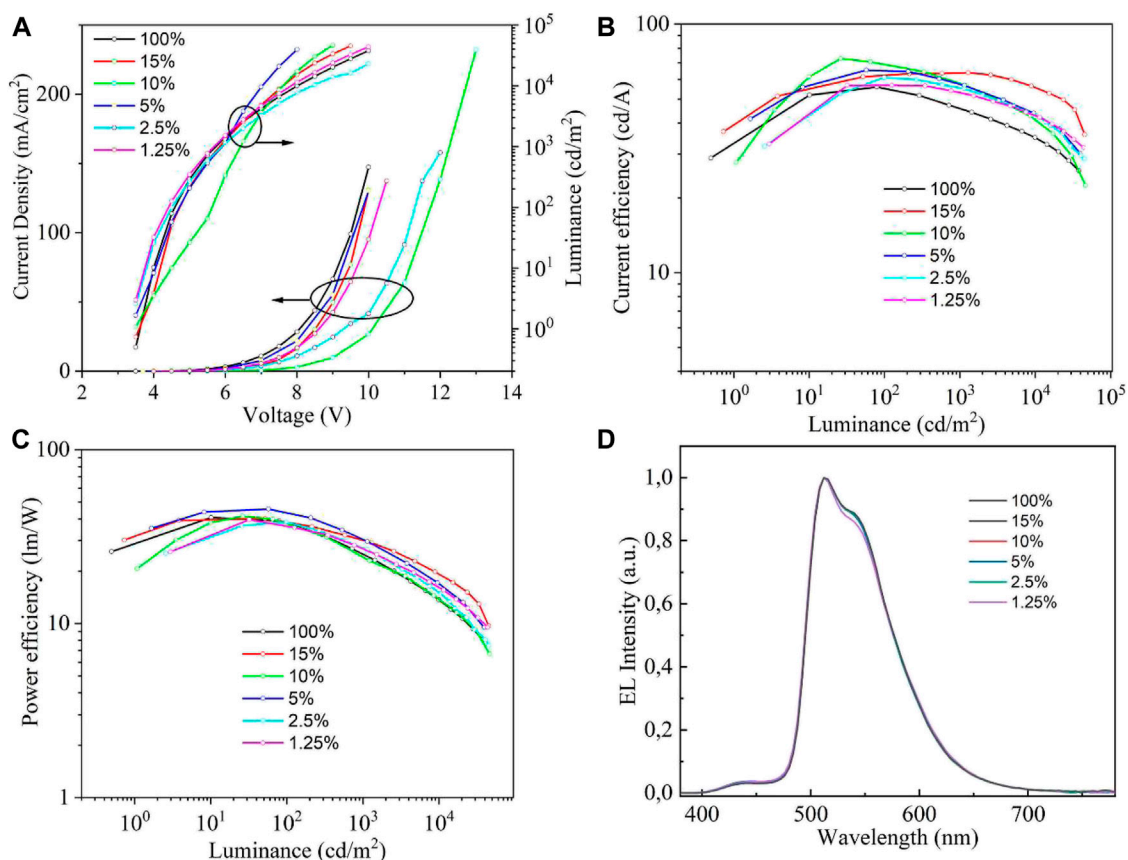 A
100%
15%
10%
5%
2.5%
1.25%
Current Density (mA/cm²)
200
100
0
2 4 6 8 10 12 14
Voltage (V)
10⁵
10⁴
10³
10²
10¹
10⁰
Luminance (cd/m²)
B
100
10
Current efficiency (cd/A)
100%
15%
10%
5%
2.5%
1.25%
10⁰ 10¹ 10² 10³ 10⁴ 10⁵
Luminance (cd/m²)
C
100
10
1
Power efficiency (lm/W)
100%
15%
10%
5%
2.5%
1.25%
10⁰ 10¹ 10² 10³ 10⁴
Luminance (cd/m²)
D
1,0
0,8
0,6
0,4
0,2
0,0
EL Intensity (a.u.)
100%
15%
10%
5%
2.5%
1.25%
400 500 600 700
Wavelength (nm)